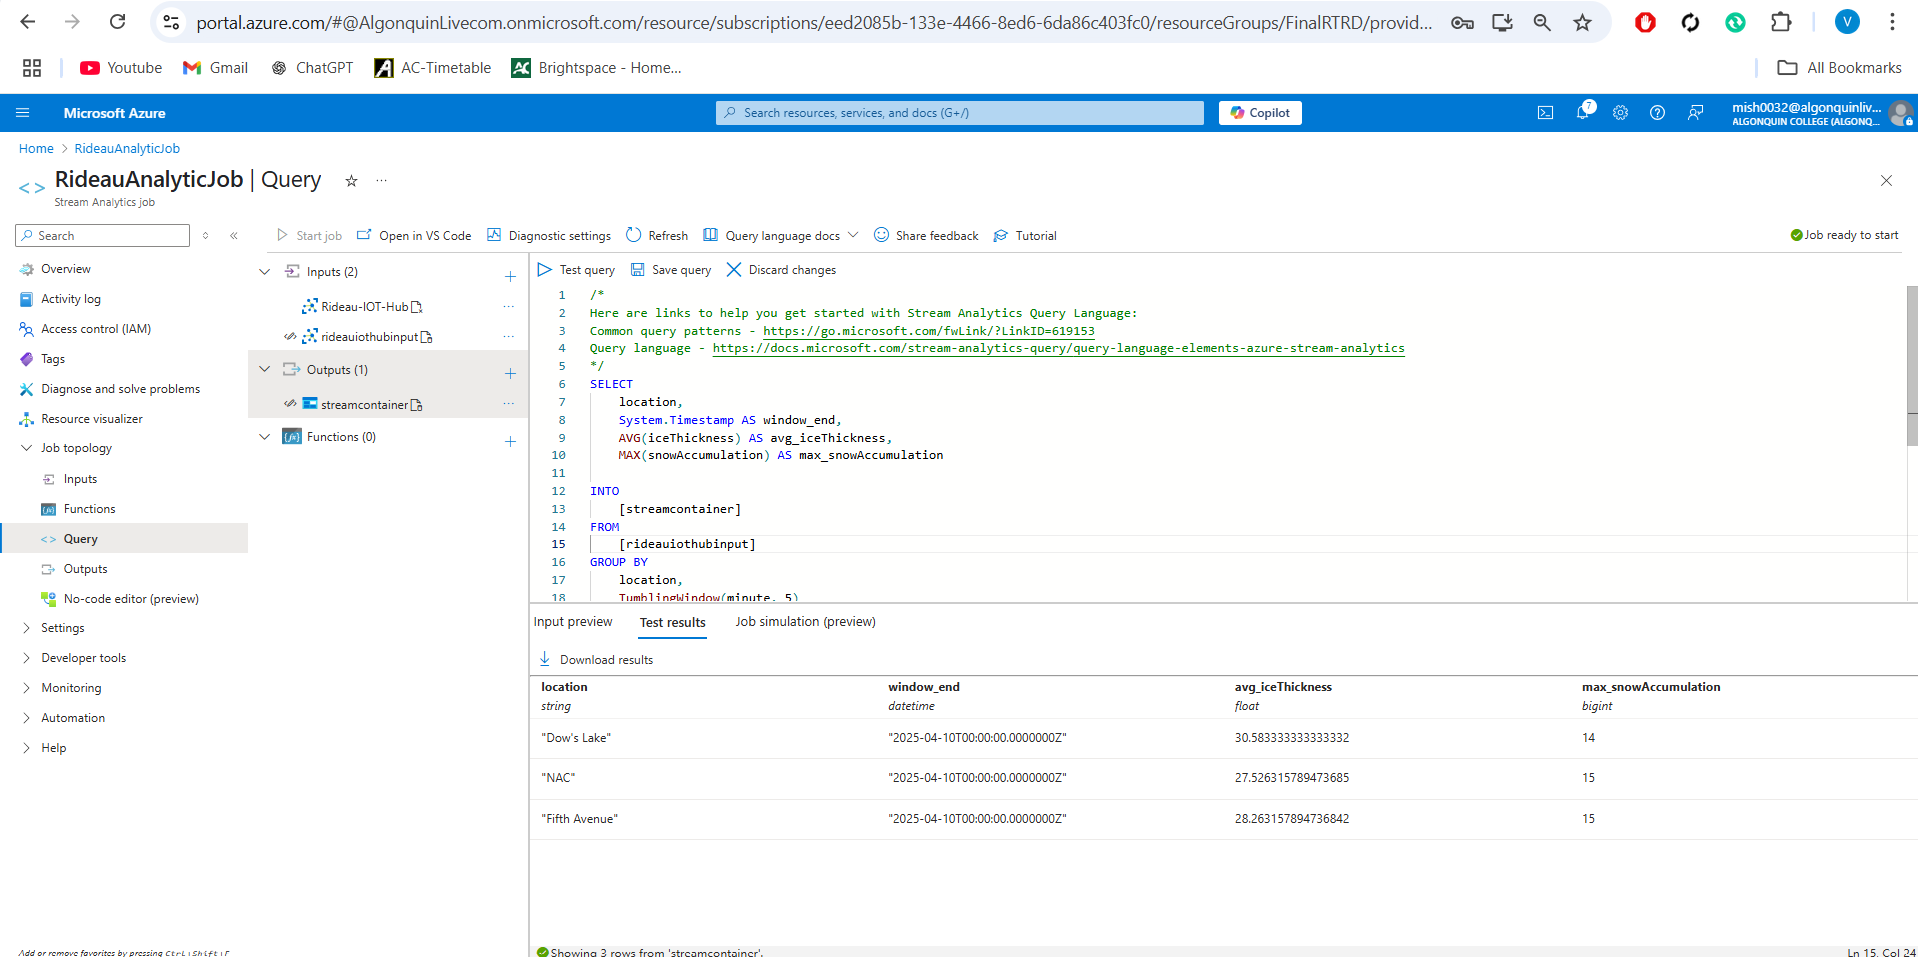 portal.azure.com/#@AlgonquinLivecom.onmicrosoft.com/resource/subscriptions/eed2085b-133e-4466-8ed6-6da86c403fc0/resourceGroups/FinalRTRD/provid...
V
Youtube
Gmail
ChatGPT
AC-Timetable
Brightspace - Home...
All Bookmarks
Microsoft Azure
Search resources, services, and docs (G+/)
Copilot
7
mish0032@algonquinliv...
ALGONQUIN COLLEGE (ALGONQ...
Home > RideauAnalyticJob
RideauAnalyticJob | Query
Stream Analytics job
Search
Start job
Open in VS Code
Diagnostic settings
Refresh
Query language docs
Share feedback
Tutorial
Job ready to start
Overview
Activity log
Access control (IAM)
Tags
Diagnose and solve problems
Resource visualizer
Job topology
Inputs
Functions
Query
Outputs
No-code editor (preview)
Settings
Developer tools
Monitoring
Automation
Help
Add or remove favorites by pressing Ctrl+Shift+F
Inputs (2)
Rideau-IOT-Hub
rideauiothubinput
Outputs (1)
streamcontainer
Functions (0)
Test query
Save query
Discard changes
1 /*
2 Here are links to help you get started with Stream Analytics Query Language:
3 Common query patterns - https://go.microsoft.com/fwLink/?LinkID=619153
4 Query language - https://docs.microsoft.com/stream-analytics-query/query-language-elements-azure-stream-analytics
5 */
6 SELECT
7 location,
8 System.Timestamp AS window_end,
9 AVG(iceThickness) AS avg_iceThickness,
10 MAX(snowAccumulation) AS max_snowAccumulation
11
12 INTO
13 [streamcontainer]
14 FROM
15 [rideauiothubinput]
16 GROUP BY
17 location,
18 TumblingWindow(minute, 5)
Input preview
Test results
Job simulation (preview)
Download results
location window_end avg_iceThickness max_snowAccumulation
string datetime float bigint
"Dow's Lake" "2025-04-10T00:00:00.0000000Z" 30.583333333333332 14
"NAC" "2025-04-10T00:00:00.0000000Z" 27.526315789473685 15
"Fifth Avenue" "2025-04-10T00:00:00.0000000Z" 28.263157894736842 15
Showing 3 rows from 'streamcontainer'.
Ln 15, Col 24